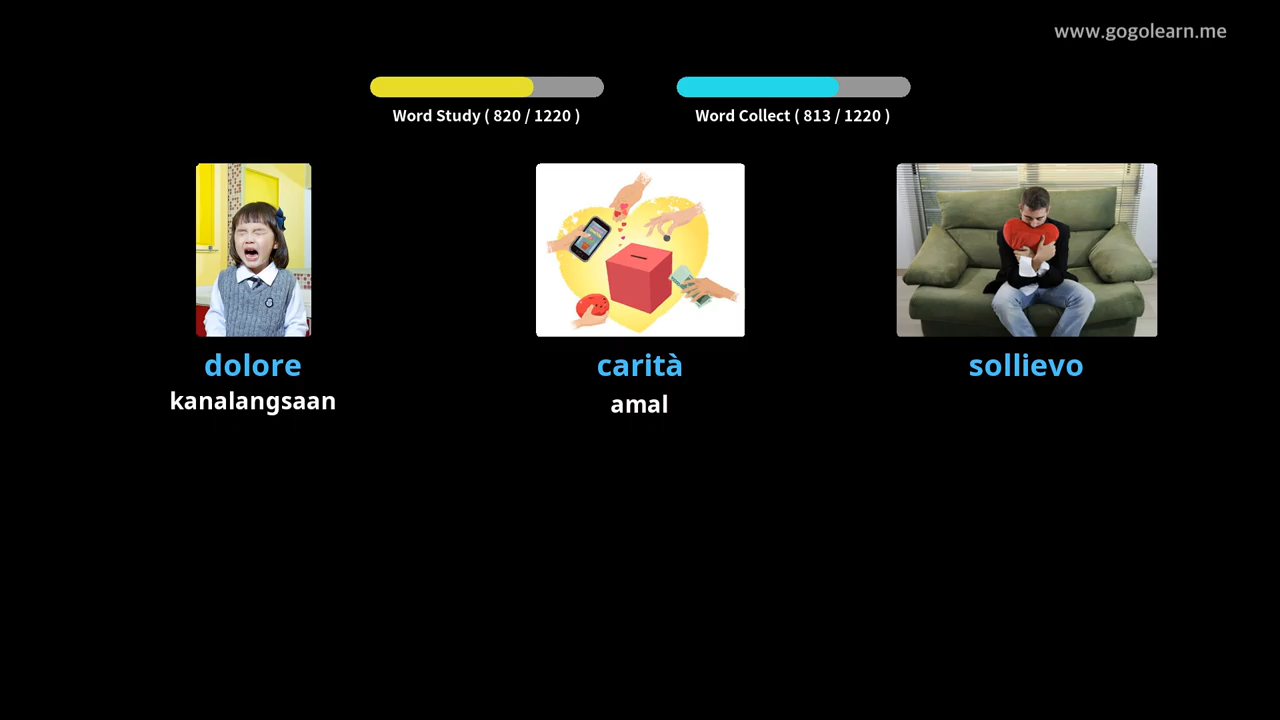 www.gogolearn.me
Word Study ( 820 / 1220 )
Word Collect ( 813 / 1220 )
dolore
carità
sollievo
kanalangsaan
amal